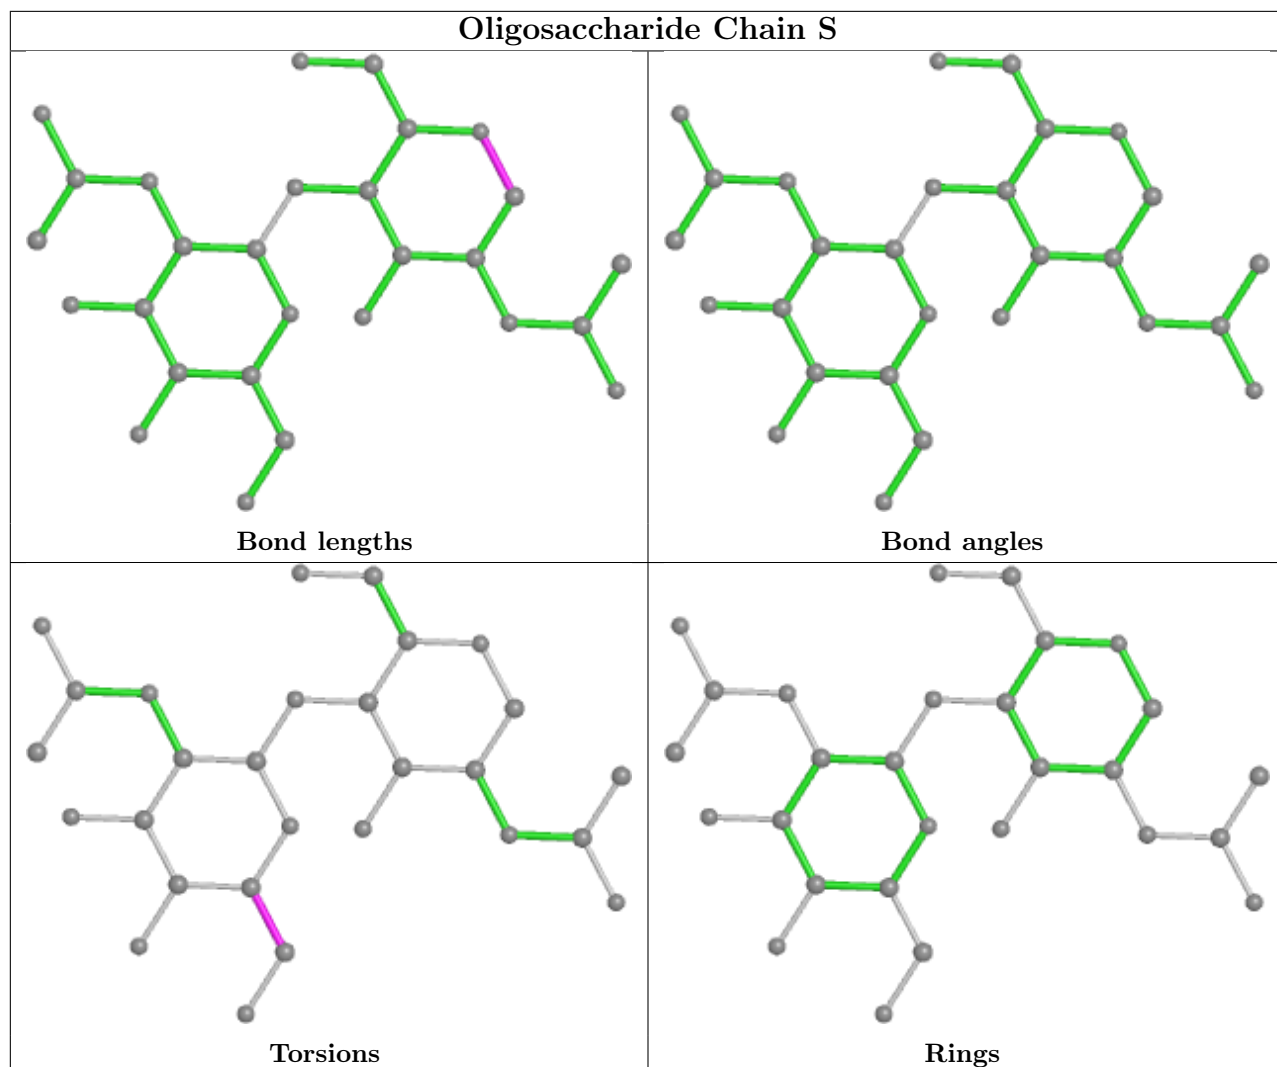 Oligosaccharide Chain S
Bond lengths
Bond angles
Torsions
Rings